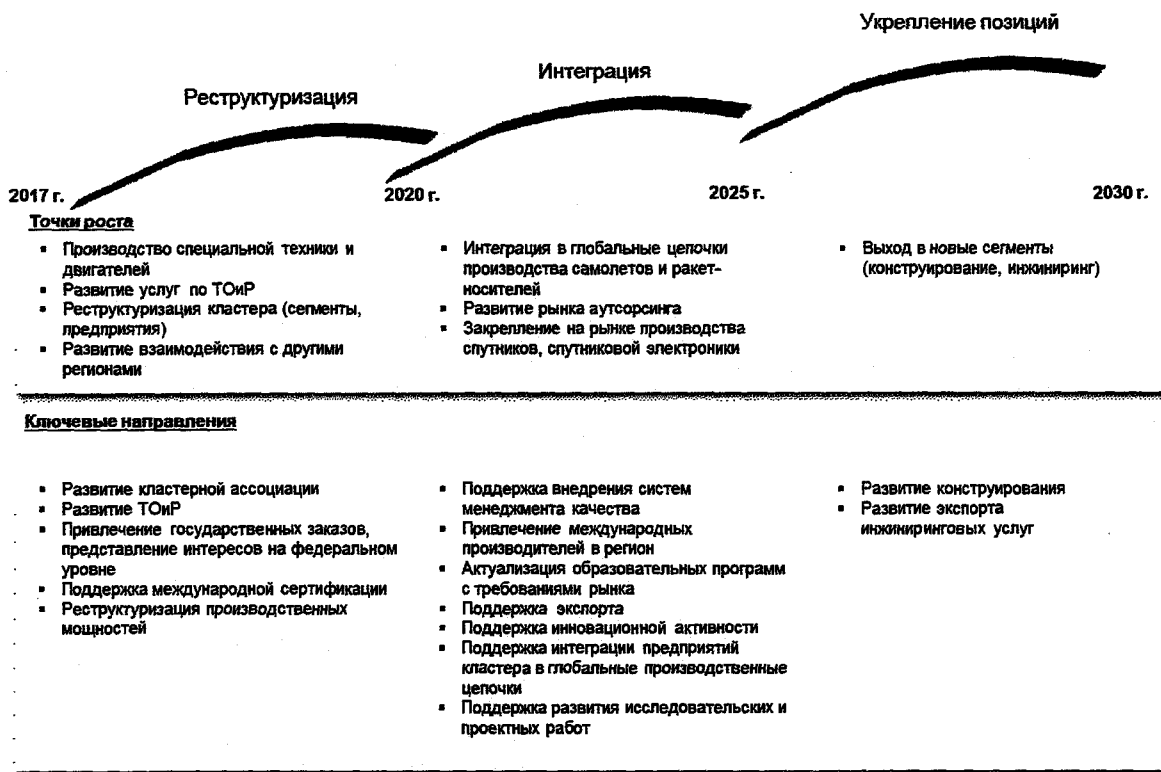 Укрепление позиций
Интеграция
Реструктуризация
2017 г.
2020 г.
2025 г.
2030 г.
Точки роста
▪ Производство специальной техники и
двигателей
▪ Развитие услуг по ТОиР
▪ Реструктуризация кластера (сегменты,
предприятия)
▪ Развитие взаимодействия с другими
регионами
▪ Интеграция в глобальные цепочки
производства самолетов и ракет-
носителей
▪ Развитие рынка аутсорсинга
▪ Закрепление на рынке производства
спутников, спутниковой электроники
▪ Выход в новые сегменты
(конструирование, инжиниринг)
Ключевые направления
▪ Развитие кластерной ассоциации
▪ Развитие ТОиР
▪ Привлечение государственных заказов,
представление интересов на федеральном
уровне
▪ Поддержка международной сертификации
▪ Реструктуризация производственных
мощностей
▪ Поддержка внедрения систем
менеджмента качества
▪ Привлечение международных
производителей в регион
▪ Актуализация образовательных программ
с требованиями рынка
▪ Поддержка экспорта
▪ Поддержка инновационной активности
▪ Поддержка интеграции предприятий
кластера в глобальные производственные
цепочки
▪ Поддержка развития исследовательских и
проектных работ
▪ Развитие конструирования
▪ Развитие экспорта
инжиниринговых услуг